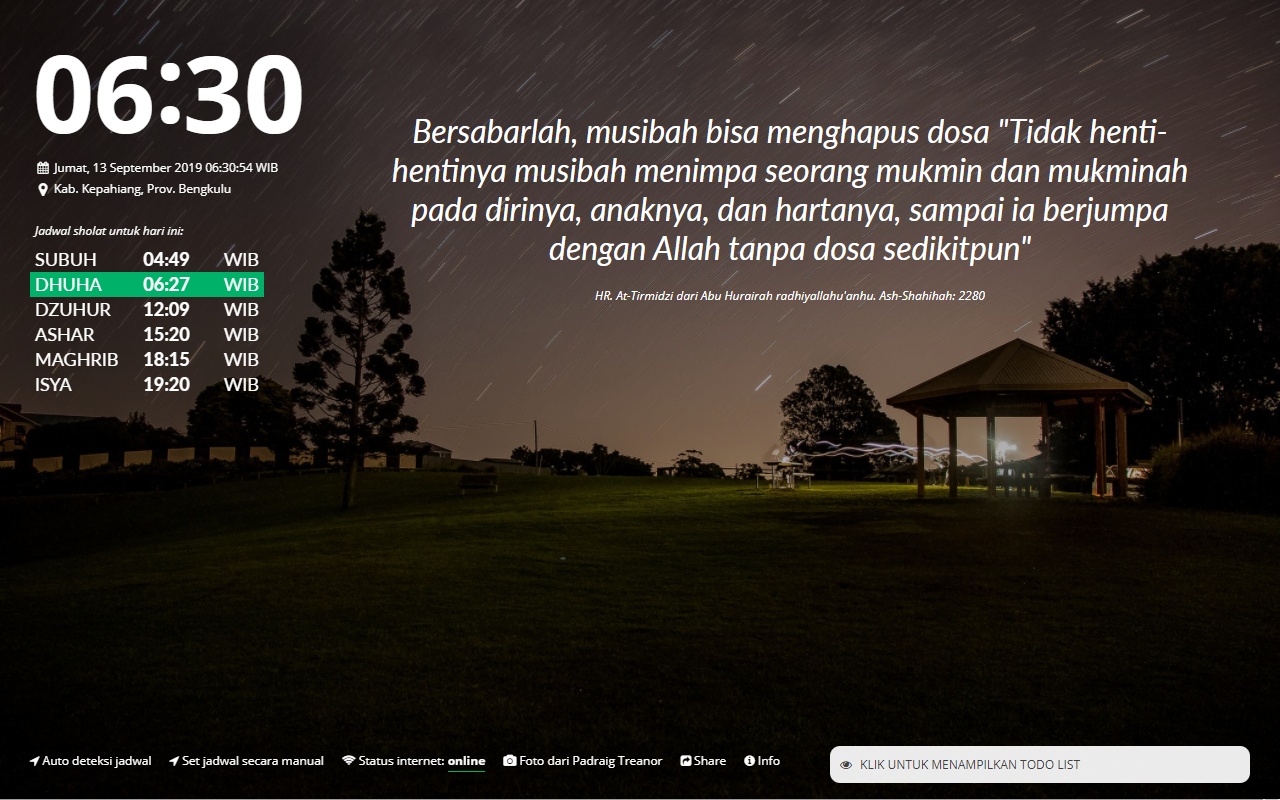 06:30
Jumat, 13 September 2019 06:30:54 WIB
Kab. Kepahiang, Prov. Bengkulu
Jadwal sholat untuk hari ini:
SUBUH 04:49 WIB
DHUHA 06:27 WIB
DZUHUR 12:09 WIB
ASHAR 15:20 WIB
MAGHRIB 18:15 WIB
ISYA 19:20 WIB
Bersabarlah, musibah bisa menghapus dosa "Tidak henti-
hentinya musibah menimpa seorang mukmin dan mukminah
pada dirinya, anaknya, dan hartanya, sampai ia berjumpa
dengan Allah tanpa dosa sedikitpun"
HR. At-Tirmidzi dari Abu Hurairah radhiyallahu'anhu. Ash-Shahihah: 2280
Auto deteksi jadwal Set jadwal secara manual Status internet: online Foto dari Padraig Treanor Share Info
KLIK UNTUK MENAMPILKAN TODO LIST